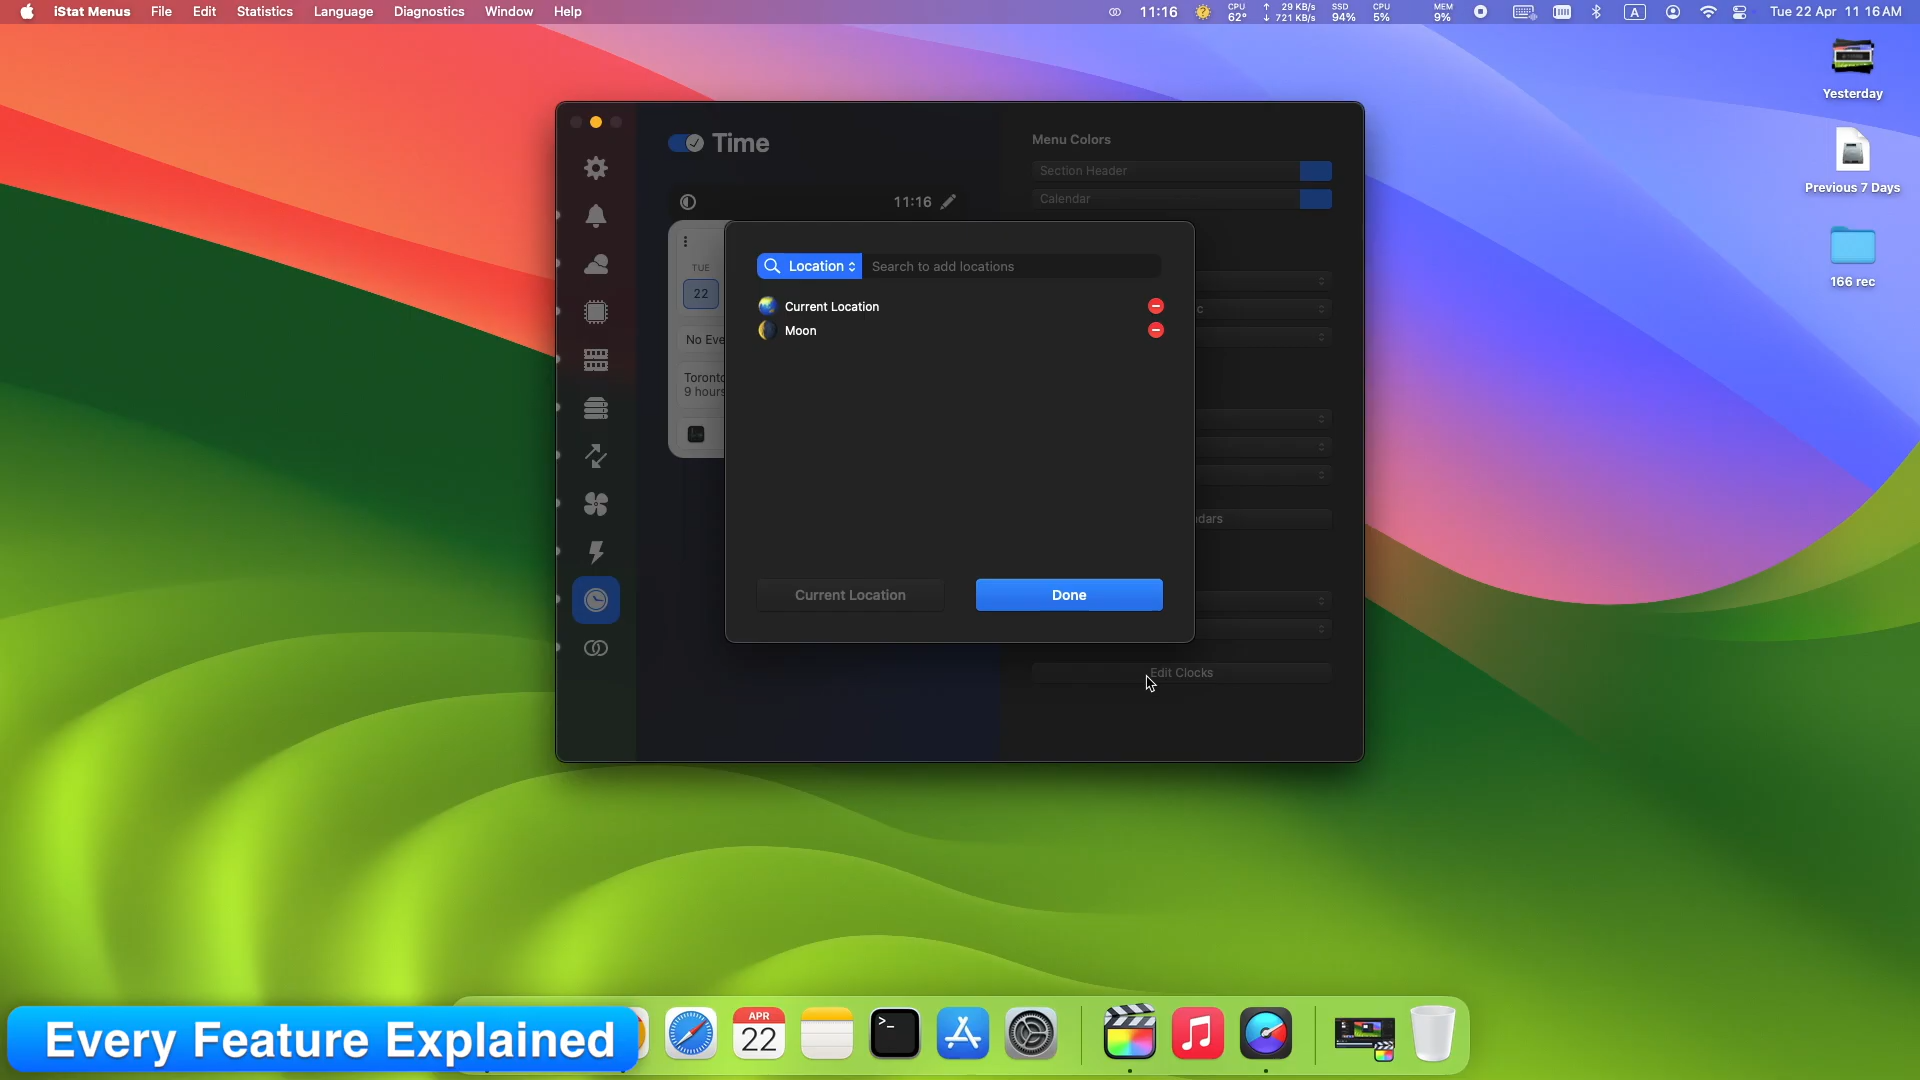 iStat Menus File Edit Statistics Language Diagnostics Window Help
11:16
CPU 62°
29 KB/s
721 KB/s
SSD 94%
CPU 5%
MEM 9%
A
Tue 22 Apr 11 16 AM
Yesterday
Previous 7 Days
166 rec
Time
11:16
TUE
22
No Eve
Toronto
9 hours
Menu Colors
Section Header
Calendar
c
dars
Edit Clocks
Location
Search to add locations
Current Location
Moon
Current Location
Done
APR
22
>_
Every Feature Explained